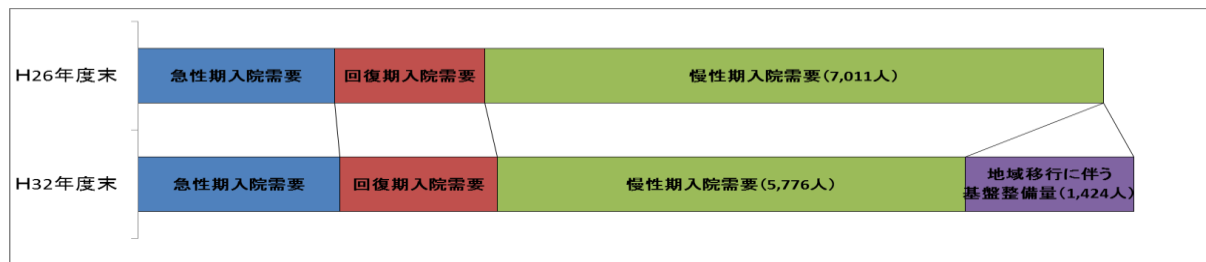 H26年度末
急性期入院需要
回復期入院需要
慢性期入院需要(7,011人)
H32年度末
急性期入院需要
回復期入院需要
慢性期入院需要(5,776人)
地域移行に伴う
基盤整備量(1,424人)